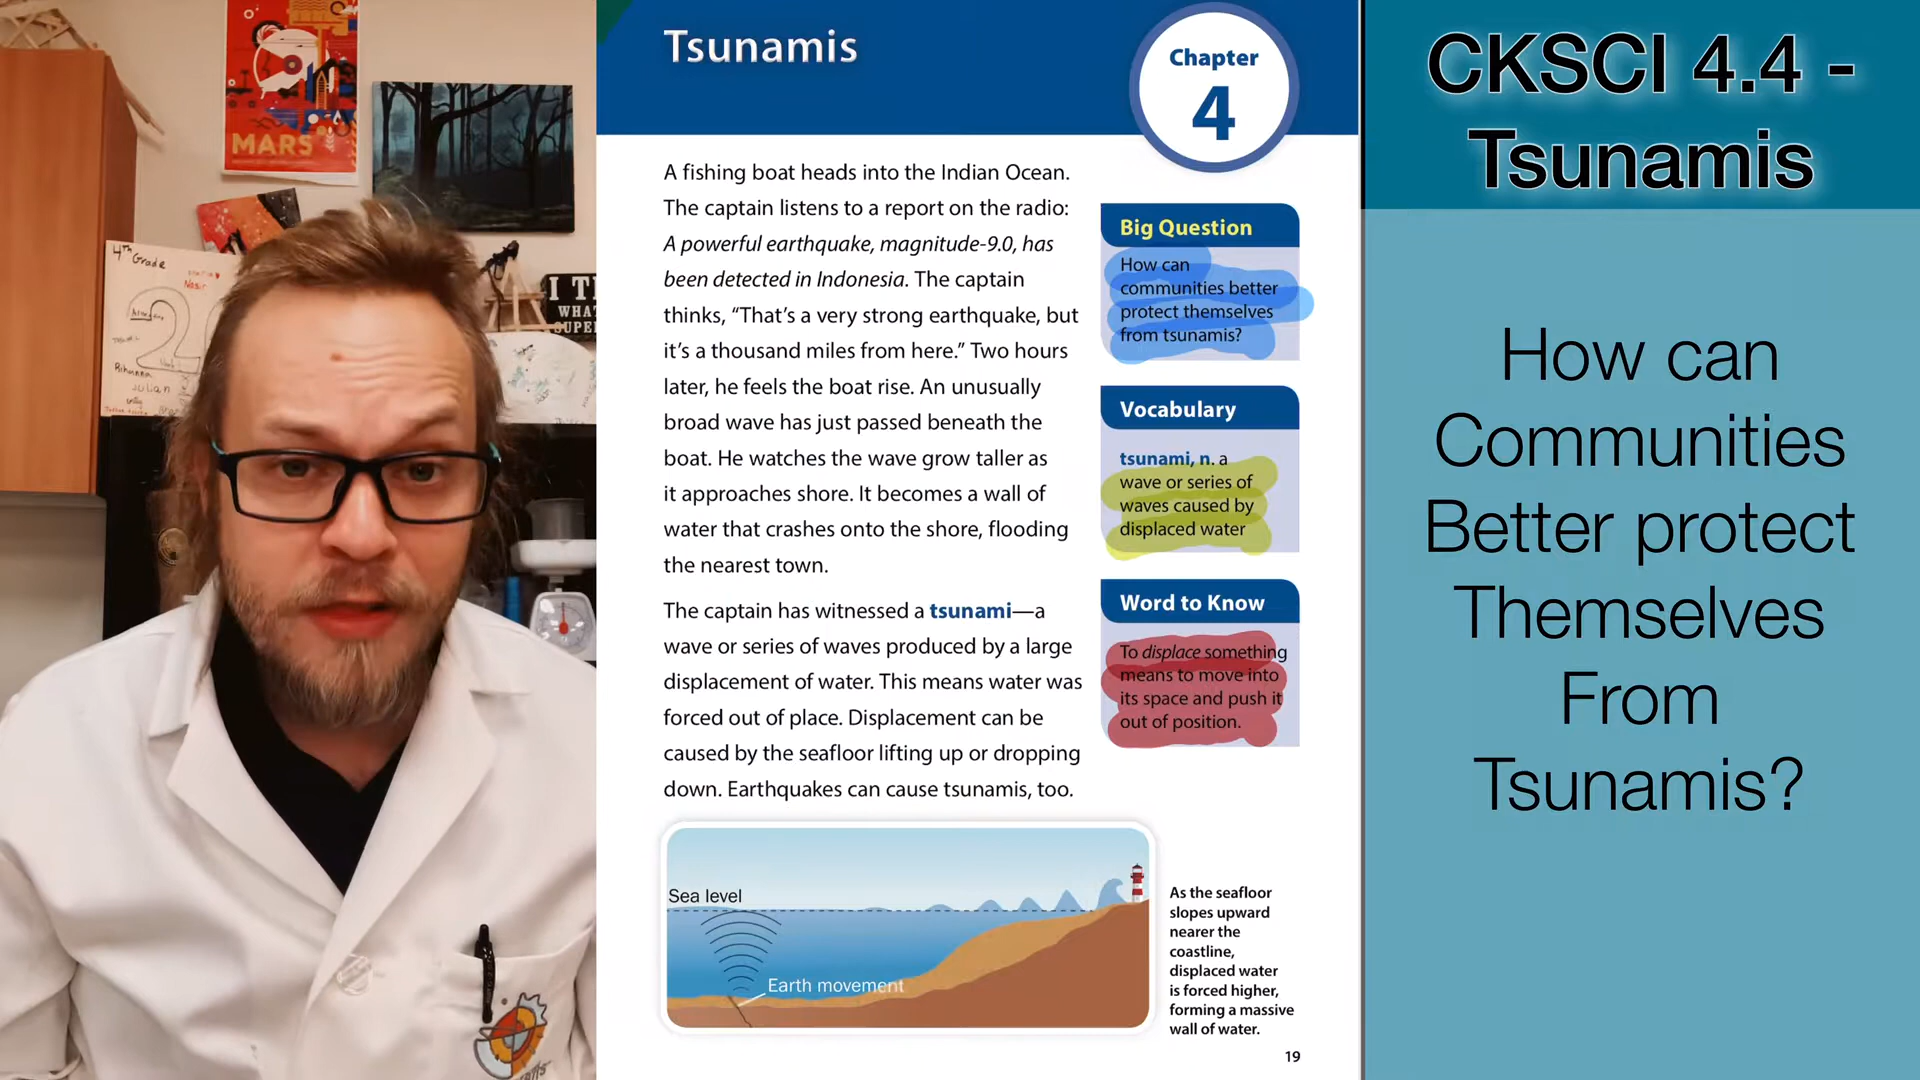 MARS
4th Grade
Nasir
Rihanna
Julian
I T
WHAT
SUPE
Tsunamis
Chapter
4
A fishing boat heads into the Indian Ocean.
The captain listens to a report on the radio:
A powerful earthquake, magnitude-9.0, has
been detected in Indonesia. The captain
thinks, “That’s a very strong earthquake, but
it’s a thousand miles from here.” Two hours
later, he feels the boat rise. An unusually
broad wave has just passed beneath the
boat. He watches the wave grow taller as
it approaches shore. It becomes a wall of
water that crashes onto the shore, flooding
the nearest town.
The captain has witnessed a tsunami—a
wave or series of waves produced by a large
displacement of water. This means water was
forced out of place. Displacement can be
caused by the seafloor lifting up or dropping
down. Earthquakes can cause tsunamis, too.
Big Question
How can
communities better
protect themselves
from tsunamis?
Vocabulary
tsunami, n. a
wave or series of
waves caused by
displaced water
Word to Know
To displace something
means to move into
its space and push it
out of position.
Sea level
Earth movement
As the seafloor
slopes upward
nearer the
coastline,
displaced water
is forced higher,
forming a massive
wall of water.
19
CKSCI 4.4 -
Tsunamis
How can
Communities
Better protect
Themselves
From
Tsunamis?